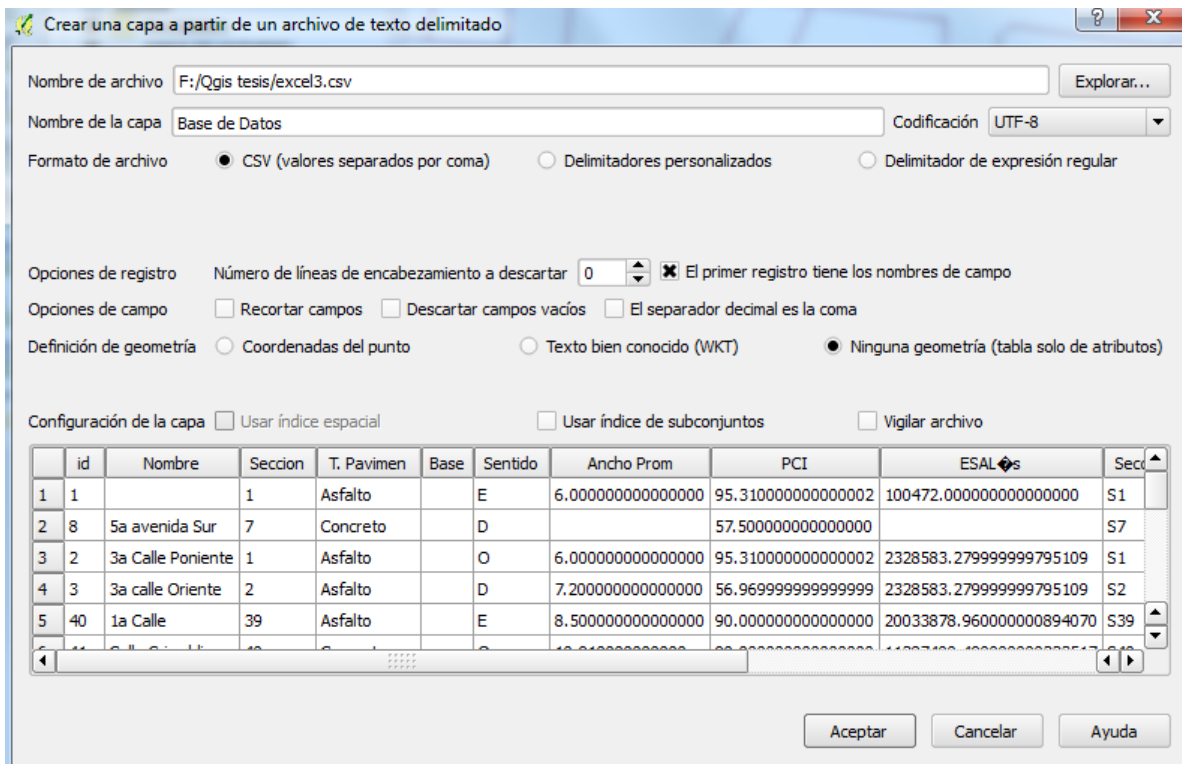 Crear una capa a partir de un archivo de texto delimitado
Nombre de archivo F:/Qgis tesis/excel3.csv Explorar...
Nombre de la capa Base de Datos Codificación UTF-8
Formato de archivo CSV (valores separados por coma) Delimitadores personalizados Delimitador de expresión regular
Opciones de registro Número de líneas de encabezamiento a descartar 0 El primer registro tiene los nombres de campo
Opciones de campo Recortar campos Descartar campos vacíos El separador decimal es la coma
Definición de geometría Coordenadas del punto Texto bien conocido (WKT) Ninguna geometría (tabla solo de atributos)
Configuración de la capa Usar índice espacial Usar índice de subconjuntos Vigilar archivo
id Nombre Seccion T. Pavimen Base Sentido Ancho Prom PCI ESAL�s Secc
1 1 1 Asfalto E 6.000000000000000 95.310000000000002 100472.000000000000000 S1
2 8 5a avenida Sur 7 Concreto D 57.500000000000000 S7
3 2 3a Calle Poniente 1 Asfalto O 6.000000000000000 95.310000000000002 2328583.279999999795109 S1
4 3 3a calle Oriente 2 Asfalto D 7.200000000000000 56.969999999999999 2328583.279999999795109 S2
5 40 1a Calle 39 Asfalto E 8.500000000000000 90.000000000000000 20033878.960000000894070 S39
Aceptar Cancelar Ayuda